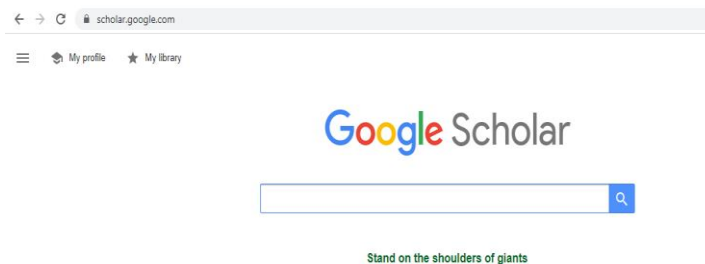 scholar.google.com
My profile My library
Google Scholar
Stand on the shoulders of giants